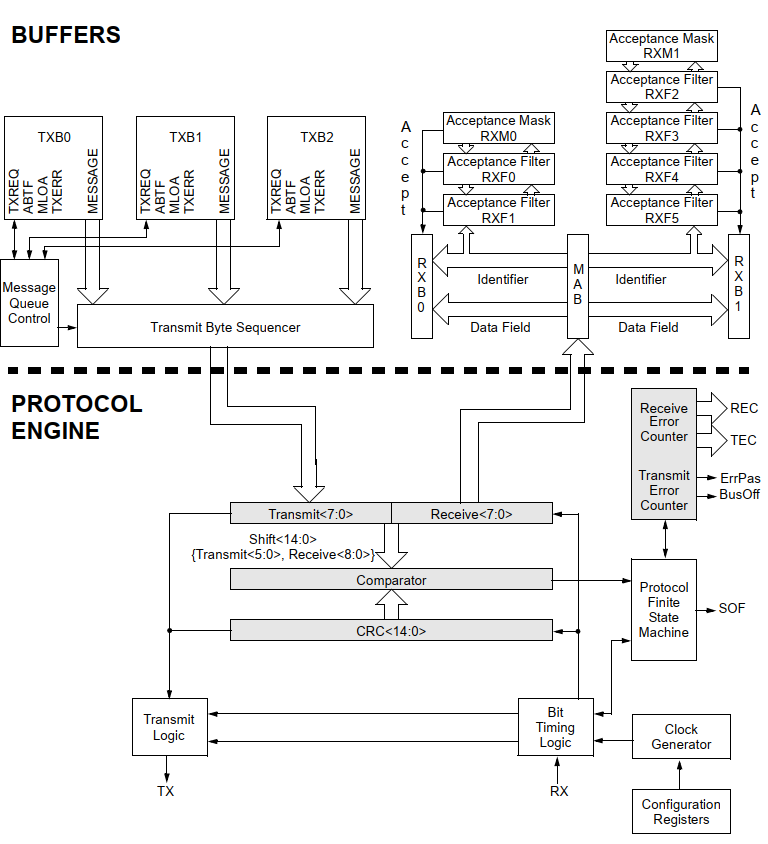 BUFFERS
Acceptance Mask
RXM1
Acceptance Filter
RXF2
Accept
Acceptance Filter
RXF3
Acceptance Filter
RXF4
Acceptance Filter
RXF5
Accept
Acceptance Mask
RXM0
Acceptance Filter
RXF0
Acceptance Filter
RXF1
TXB0
TXREQ
ABTF
MLOA
TXERR
MESSAGE
TXB1
TXREQ
ABTF
MLOA
TXERR
MESSAGE
TXB2
TXREQ
ABTF
MLOA
TXERR
MESSAGE
Message
Queue
Control
Transmit Byte Sequencer
RXB0
Identifier
Data Field
MAB
Identifier
Data Field
RXB1
PROTOCOL
ENGINE
Receive
Error
Counter
Transmit
Error
Counter
REC
TEC
ErrPas
BusOff
Transmit<7:0>
Receive<7:0>
Shift<14:0>
{Transmit<5:0>, Receive<8:0>}
Comparator
CRC<14:0>
Protocol
Finite
State
Machine
SOF
Transmit
Logic
Bit
Timing
Logic
Clock
Generator
TX
RX
Configuration
Registers